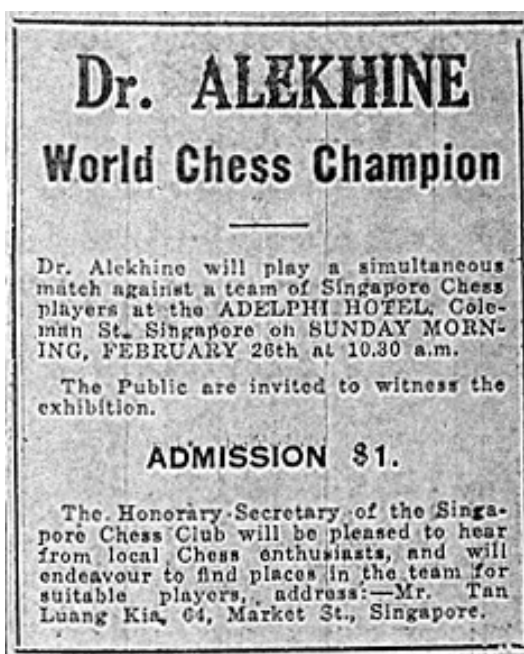 Dr. ALEKHINE
World Chess Champion
Dr. Alekhine will play a simultaneous
match against a team of Singapore Chess
players at the ADELPHI HOTEL, Cole-
man St., Singapore on SUNDAY MORN-
ING, FEBRUARY 26th at 10.30 a.m.
The Public are invited to witness the
exhibition.
ADMISSION $1.
The Honorary Secretary of the Singa-
pore Chess Club will be pleased to hear
from local Chess enthusiasts, and will
endeavour to find places in the team for
suitable players, address:—Mr. Tan
Luang Kia, 64, Market St., Singapore.